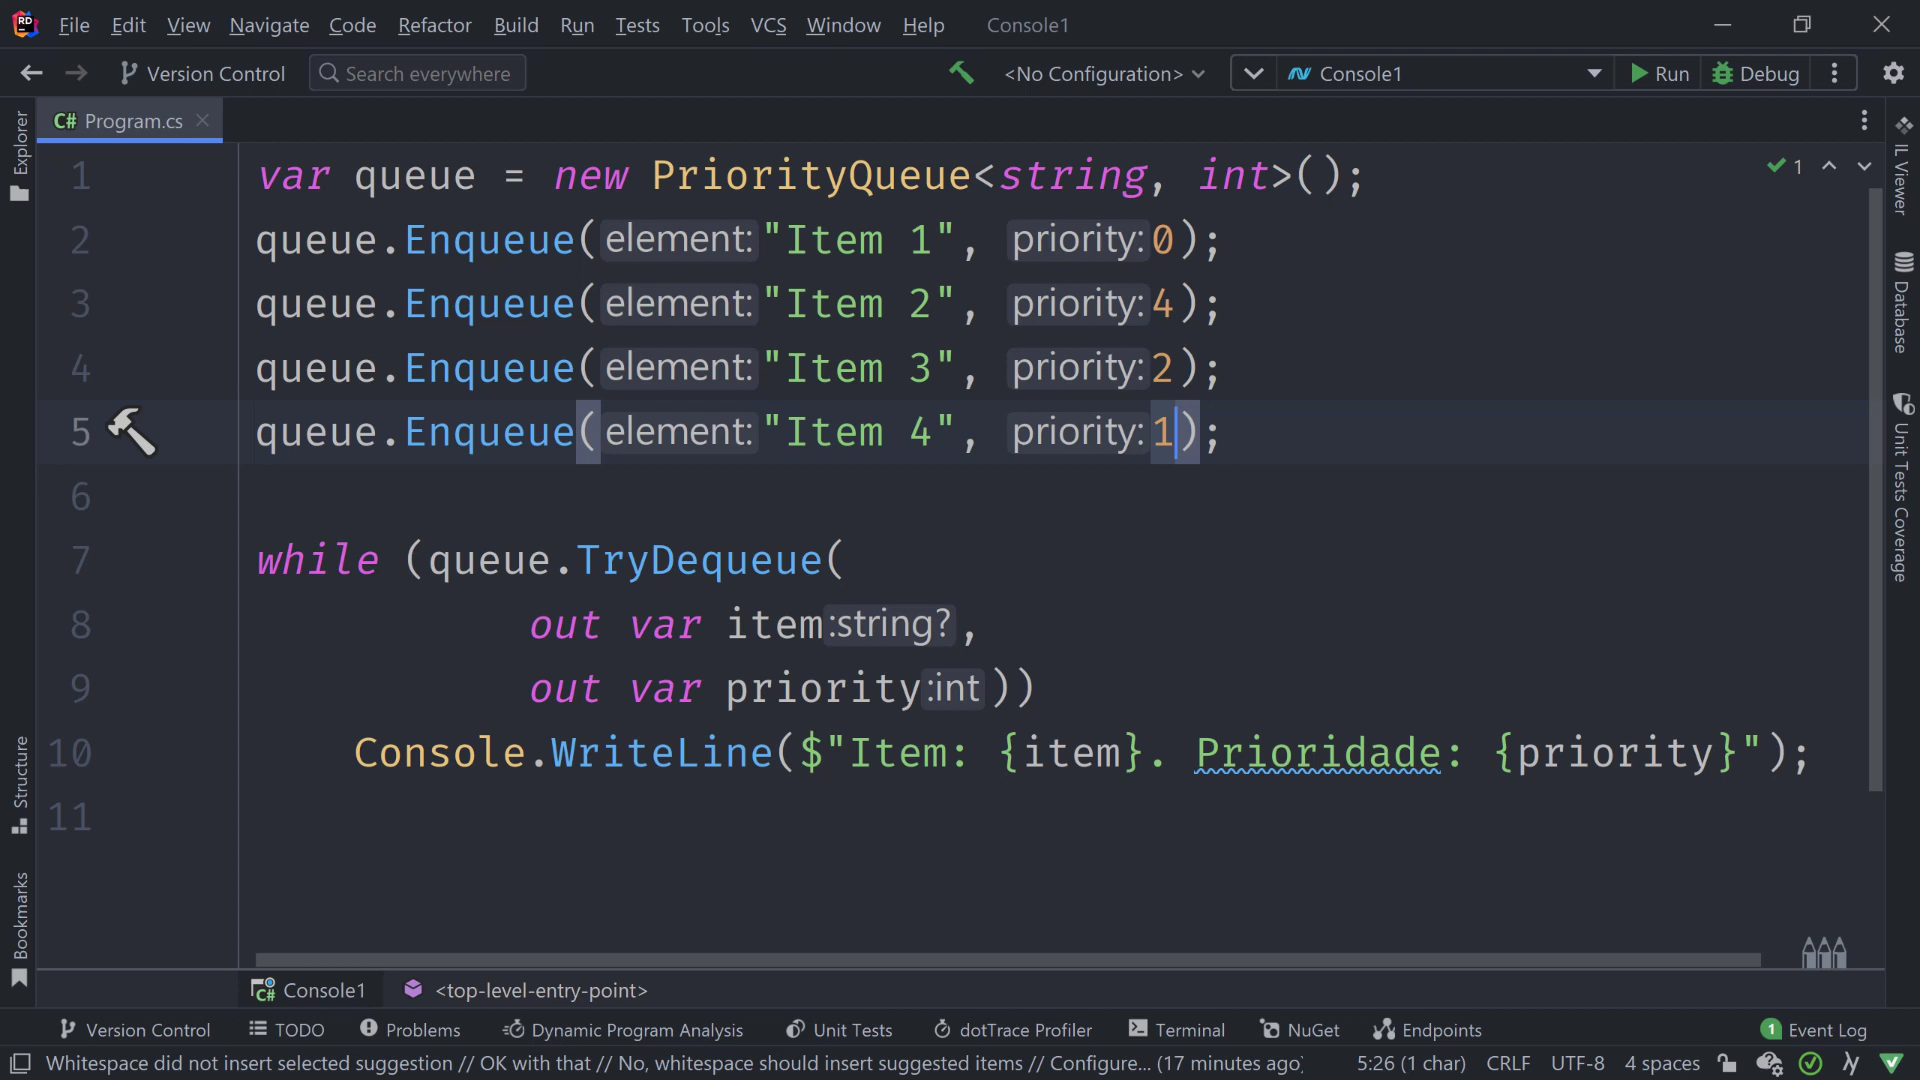 RD File Edit View Navigate Code Refactor Build Run Tests Tools VCS Window Help Console1
Version Control Search everywhere <No Configuration> Console1 Run Debug
C# Program.cs
1 var queue = new PriorityQueue<string, int>();
2 queue.Enqueue(element: "Item 1", priority: 0);
3 queue.Enqueue(element: "Item 2", priority: 4);
4 queue.Enqueue(element: "Item 3", priority: 2);
5 queue.Enqueue(element: "Item 4", priority: 1);
6
7 while (queue.TryDequeue(
8 out var item:string?,
9 out var priority:int))
10 Console.WriteLine($"Item: {item}. Prioridade: {priority}");
11
1
Explorer
Structure
Bookmarks
IL Viewer
Database
Unit Tests Coverage
C# Console1 <top-level-entry-point>
Version Control TODO Problems Dynamic Program Analysis Unit Tests dotTrace Profiler Terminal NuGet Endpoints 1 Event Log
Whitespace did not insert selected suggestion // OK with that // No, whitespace should insert suggested items // Configure... (17 minutes ago) 5:26 (1 char) CRLF UTF-8 4 spaces